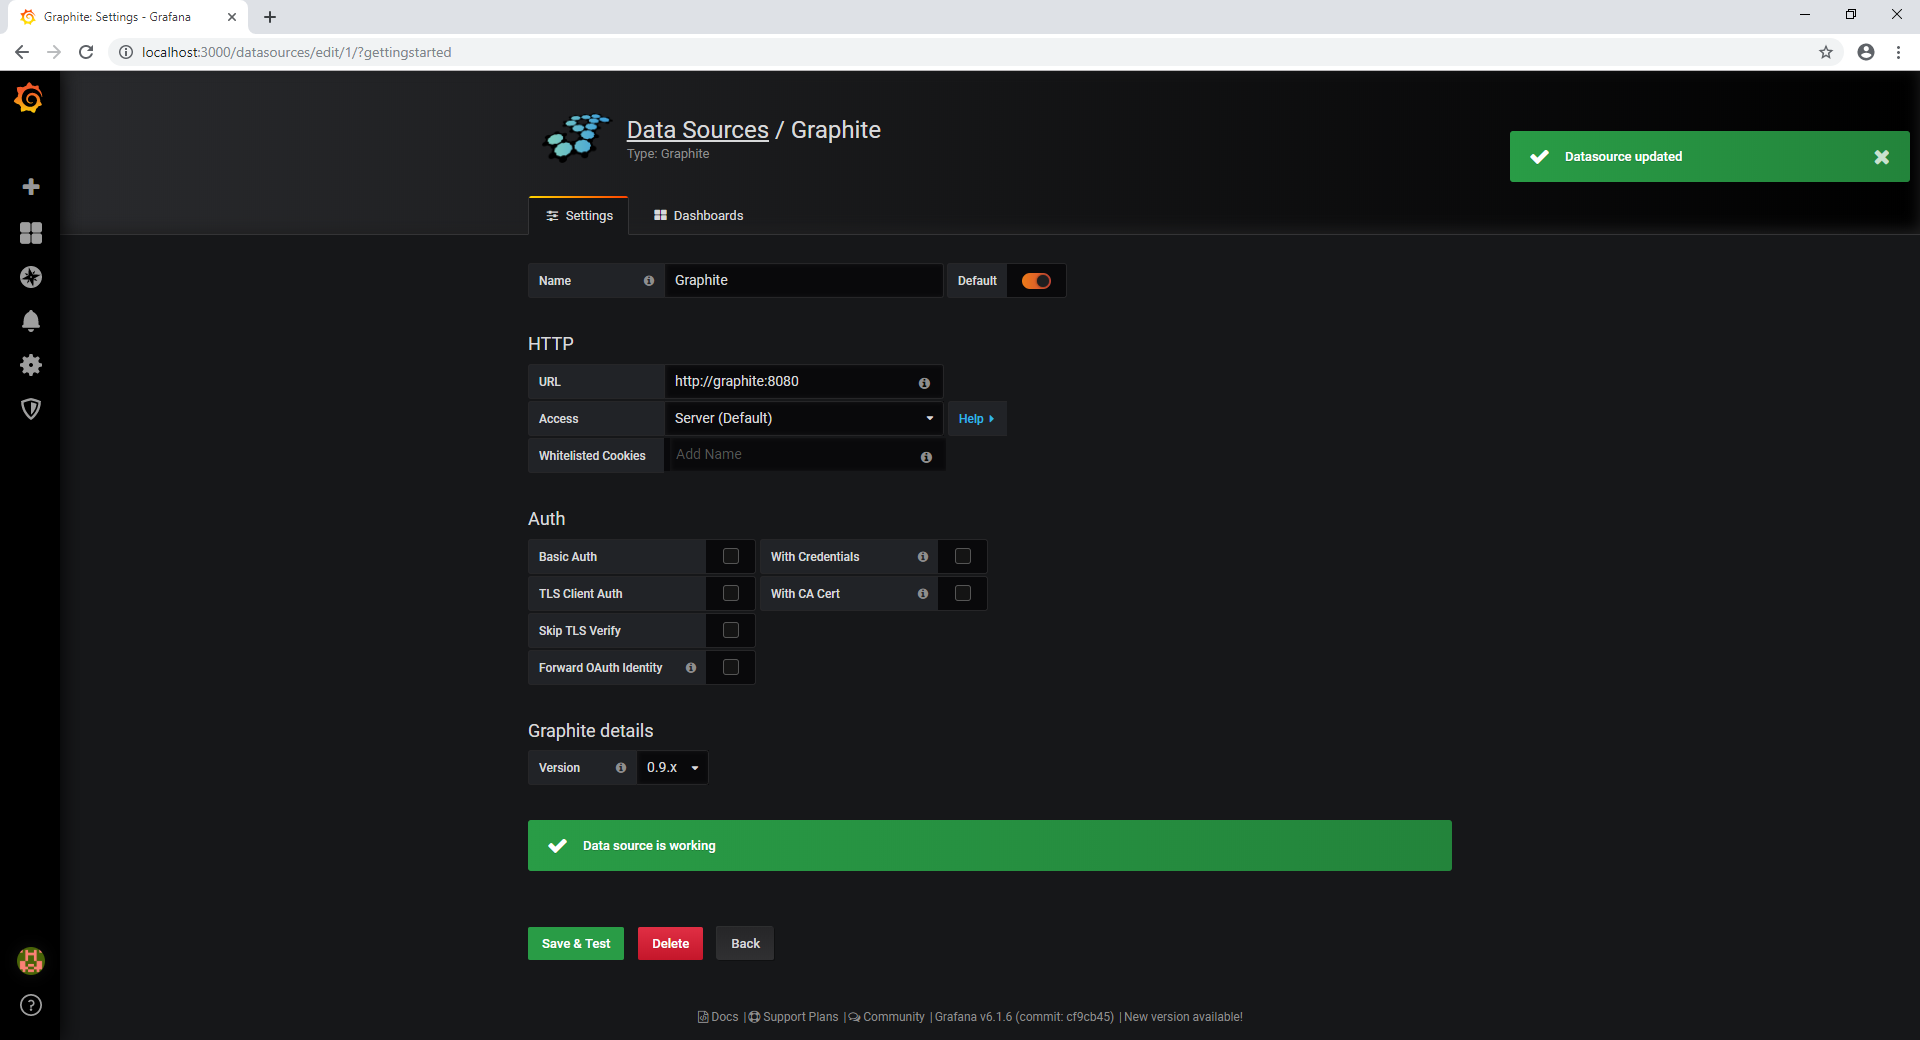 Graphite: Settings - Grafana
localhost:3000/datasources/edit/1/?gettingstarted
Data Sources / Graphite
Type: Graphite
Datasource updated
Settings
Dashboards
Name
Graphite
Default
HTTP
URL
http://graphite:8080
Access
Server (Default)
Help
Whitelisted Cookies
Add Name
Auth
Basic Auth
With Credentials
TLS Client Auth
With CA Cert
Skip TLS Verify
Forward OAuth Identity
Graphite details
Version
0.9.x
Data source is working
Save & Test
Delete
Back
Docs | Support Plans | Community | Grafana v6.1.6 (commit: cf9cb45) | New version available!